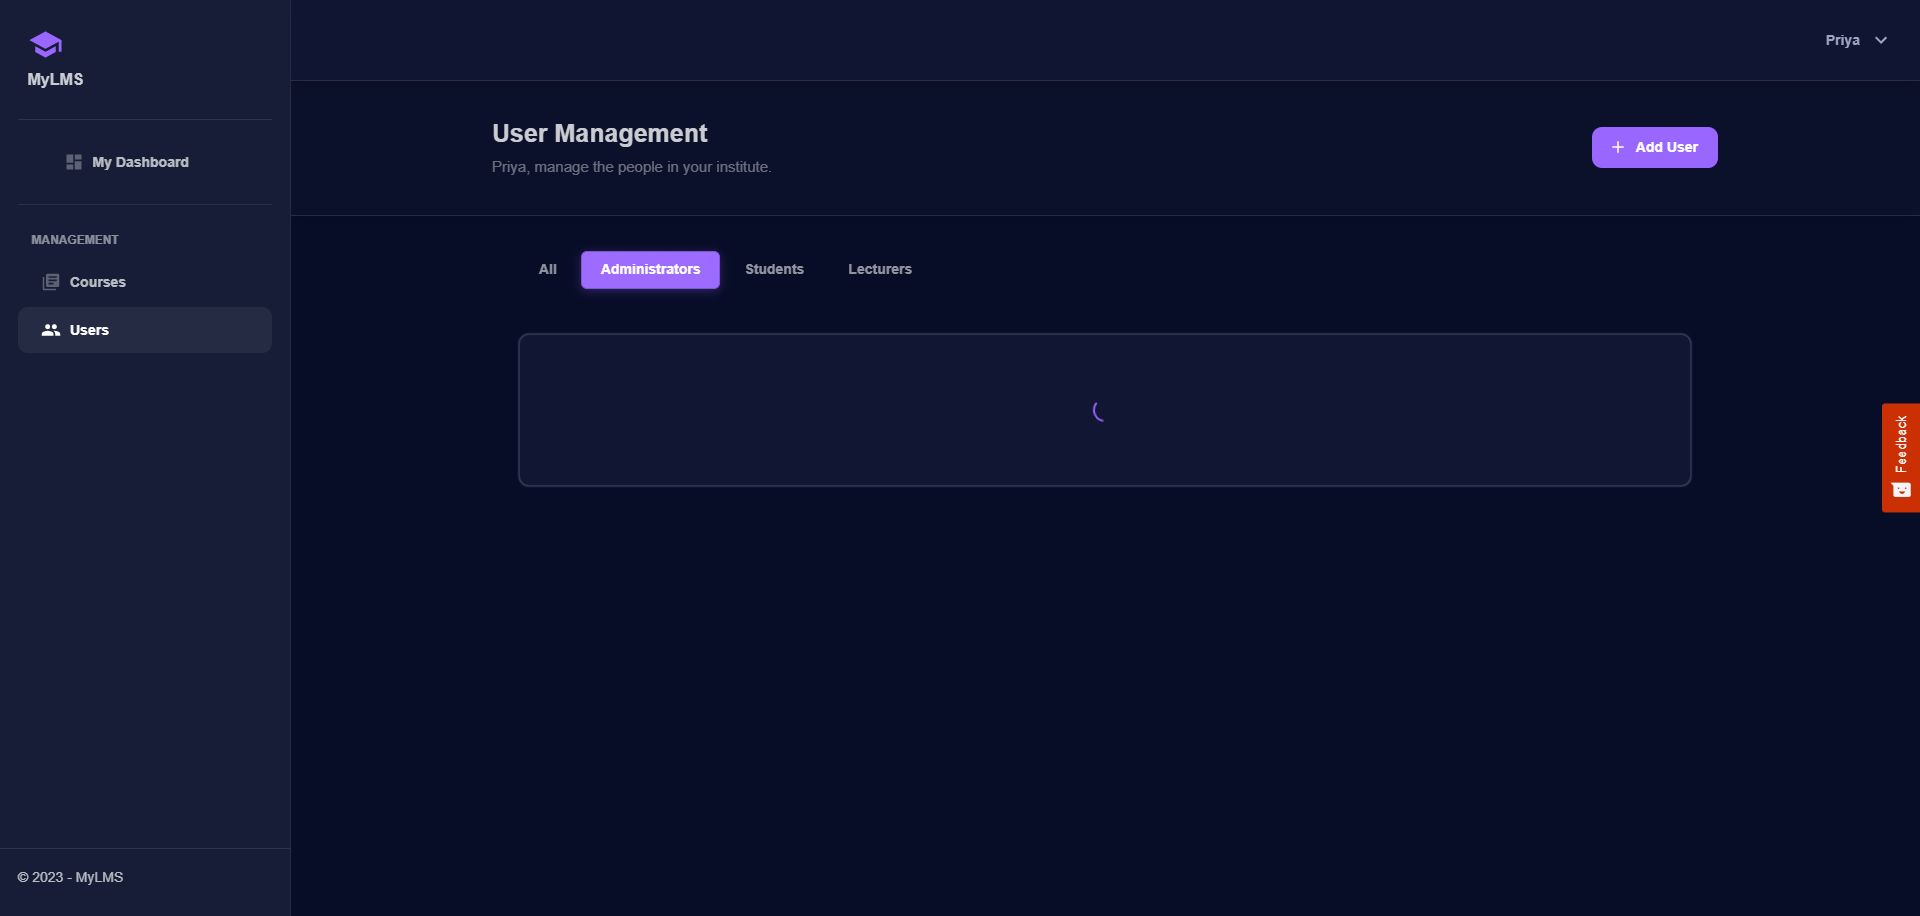 MyLMS
My Dashboard
MANAGEMENT
Courses
Users
© 2023 - MyLMS
Priya
User Management
Priya, manage the people in your institute.
Add User
All
Administrators
Students
Lecturers
Feedback